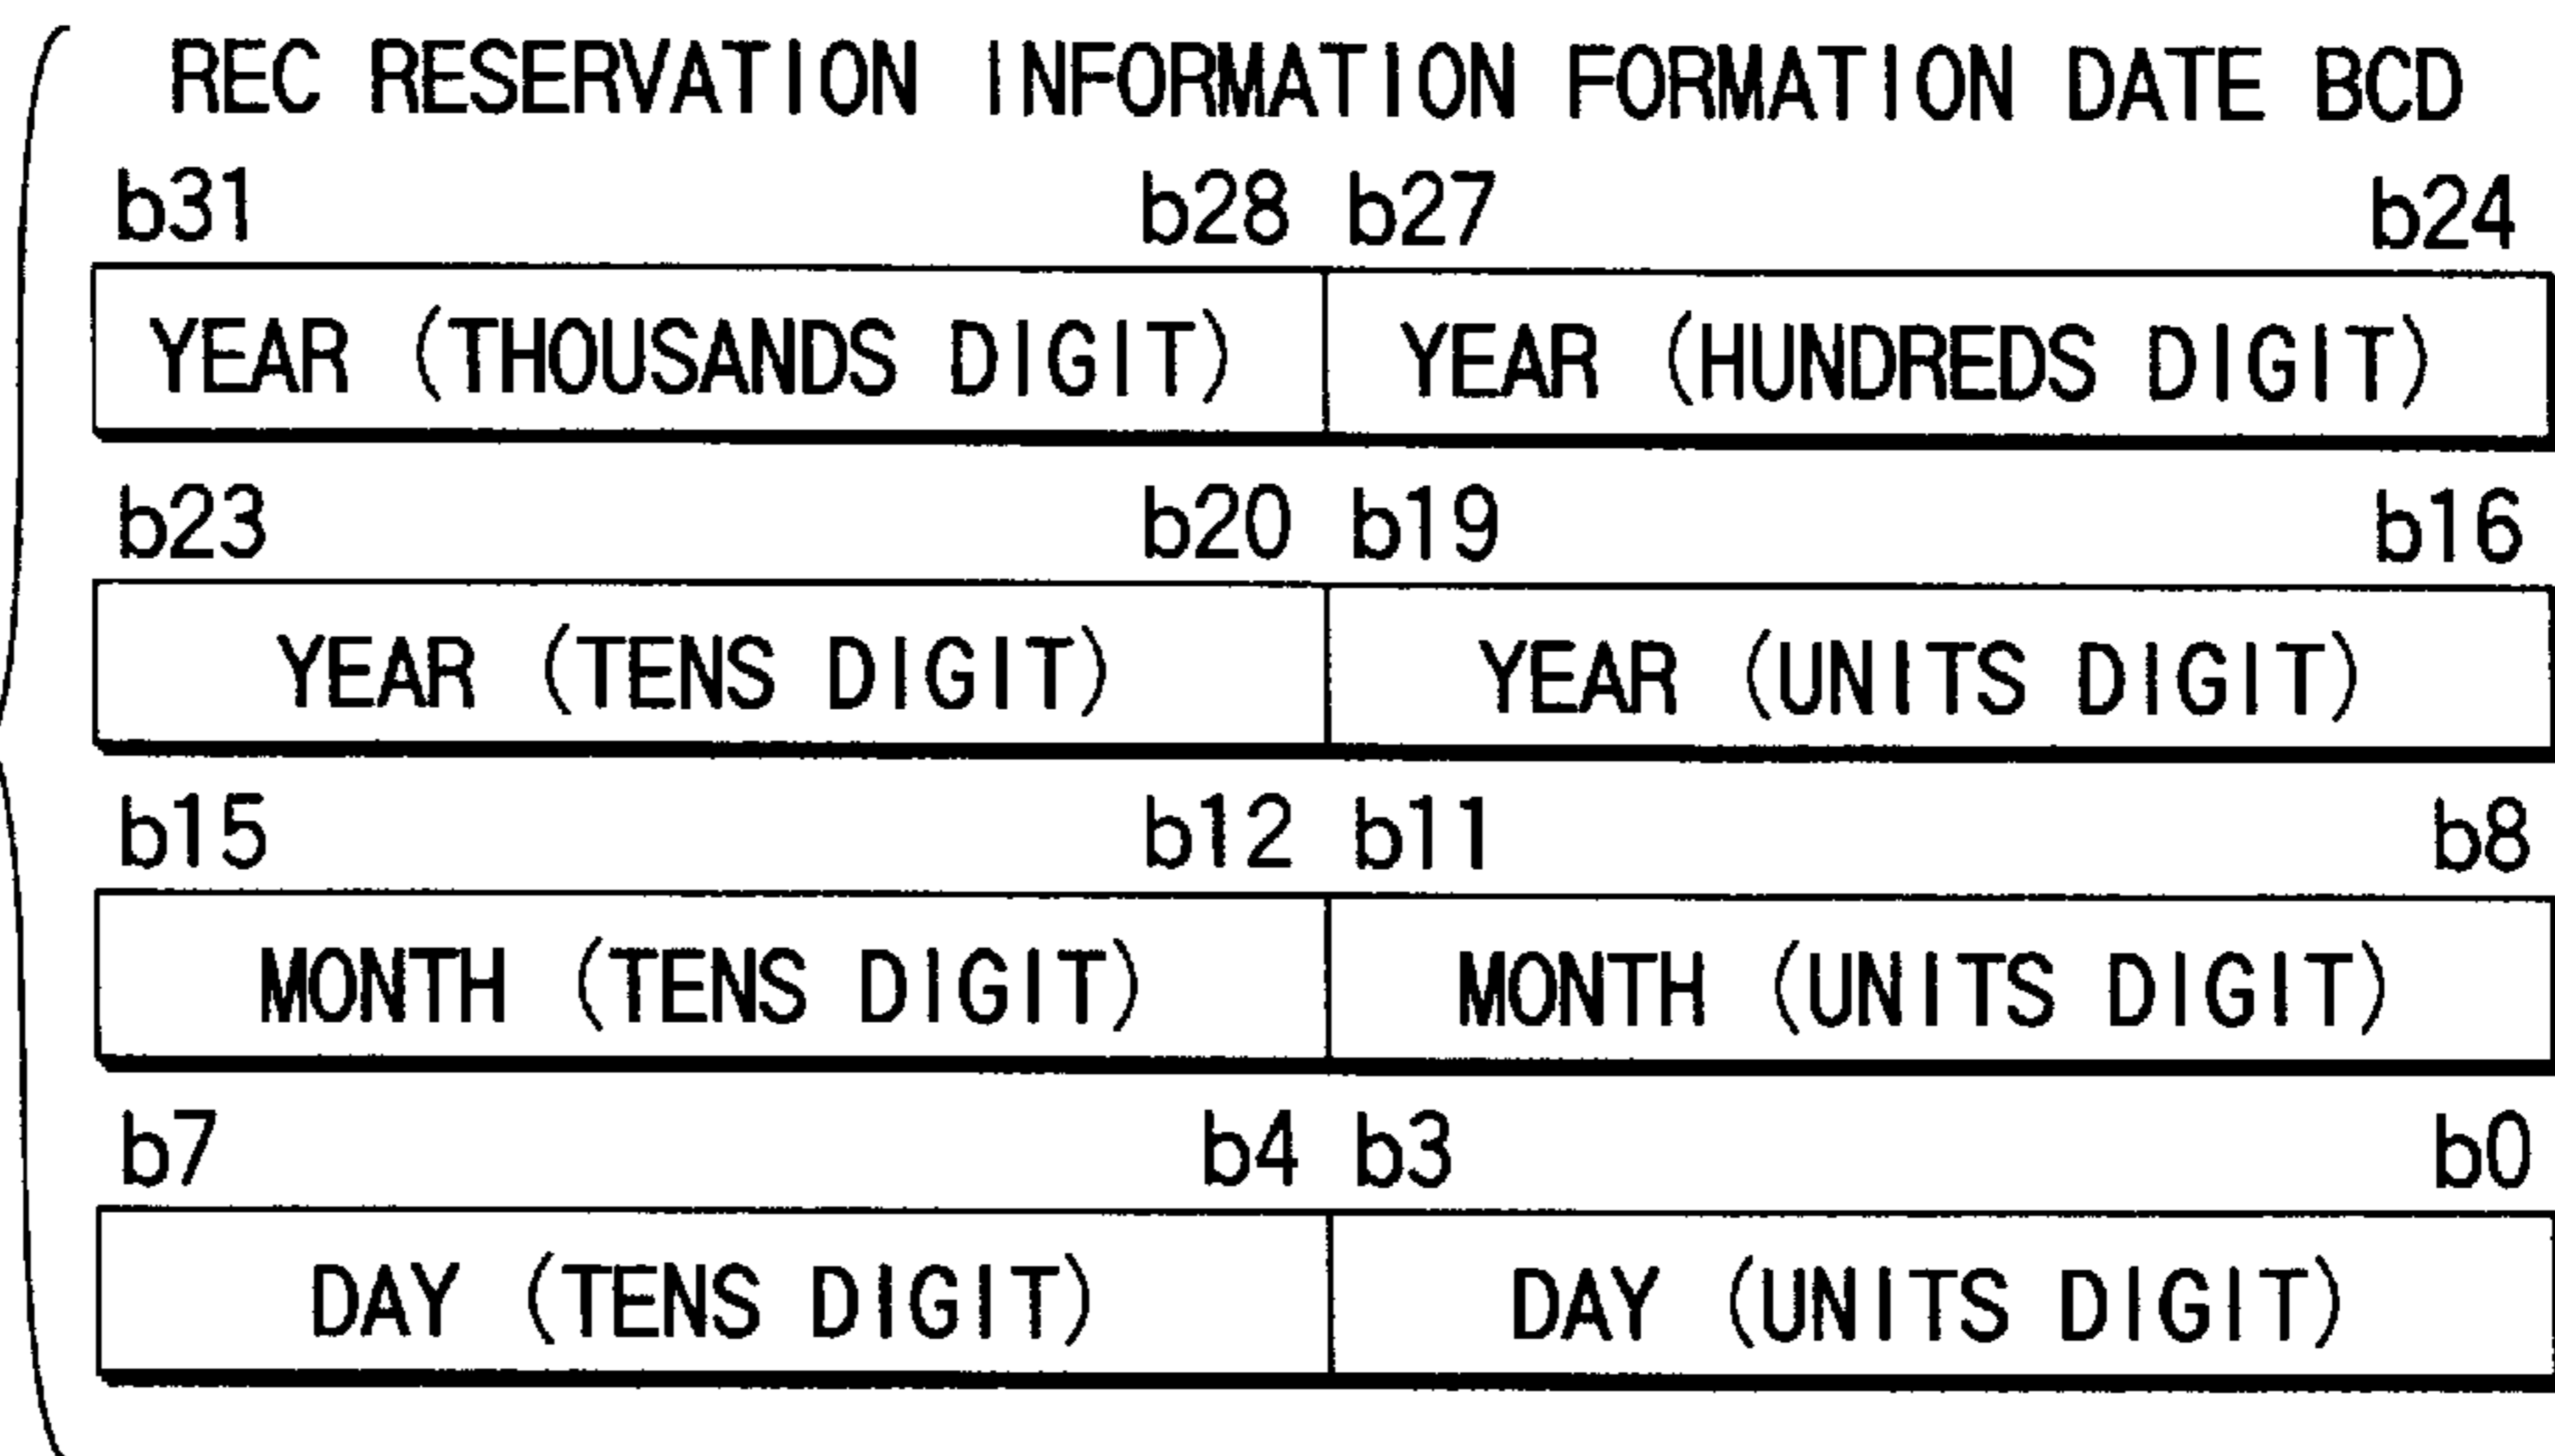 REC RESERVATION INFORMATION FORMATION DATE BCD
b31 b28 b27 b24
YEAR (THOUSANDS DIGIT) YEAR (HUNDREDS DIGIT)
b23 b20 b19 b16
YEAR (TENS DIGIT) YEAR (UNITS DIGIT)
b15 b12 b11 b8
MONTH (TENS DIGIT) MONTH (UNITS DIGIT)
b7 b4 b3 b0
DAY (TENS DIGIT) DAY (UNITS DIGIT)